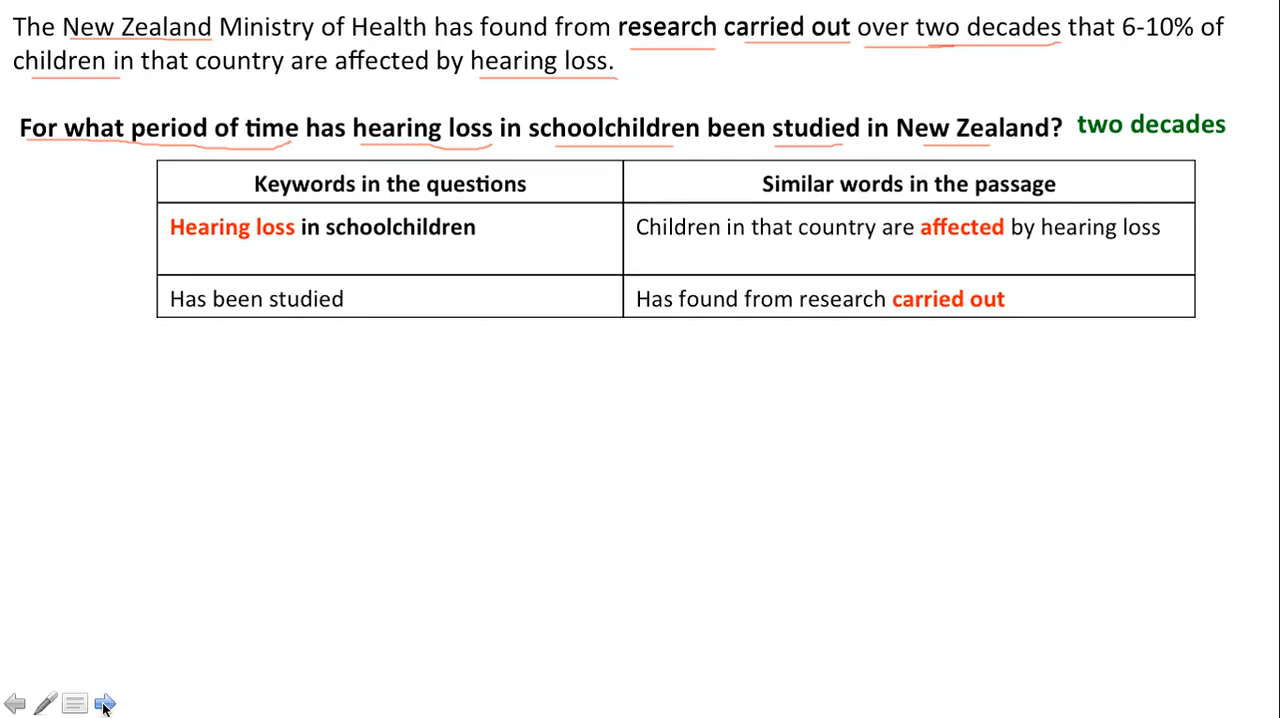 The New Zealand Ministry of Health has found from research carried out over two decades that 6-10% of
children in that country are affected by hearing loss.
For what period of time has hearing loss in schoolchildren been studied in New Zealand? two decades
Keywords in the questions
Similar words in the passage
Hearing loss in schoolchildren
Children in that country are affected by hearing loss
Has been studied
Has found from research carried out